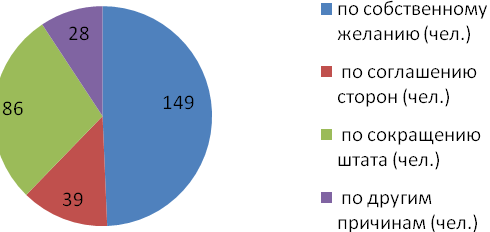 28
149
86
39
по собственному
желанию (чел.)
по соглашению
сторон (чел.)
по сокращению
штата (чел.)
по другим
причинам (чел.)